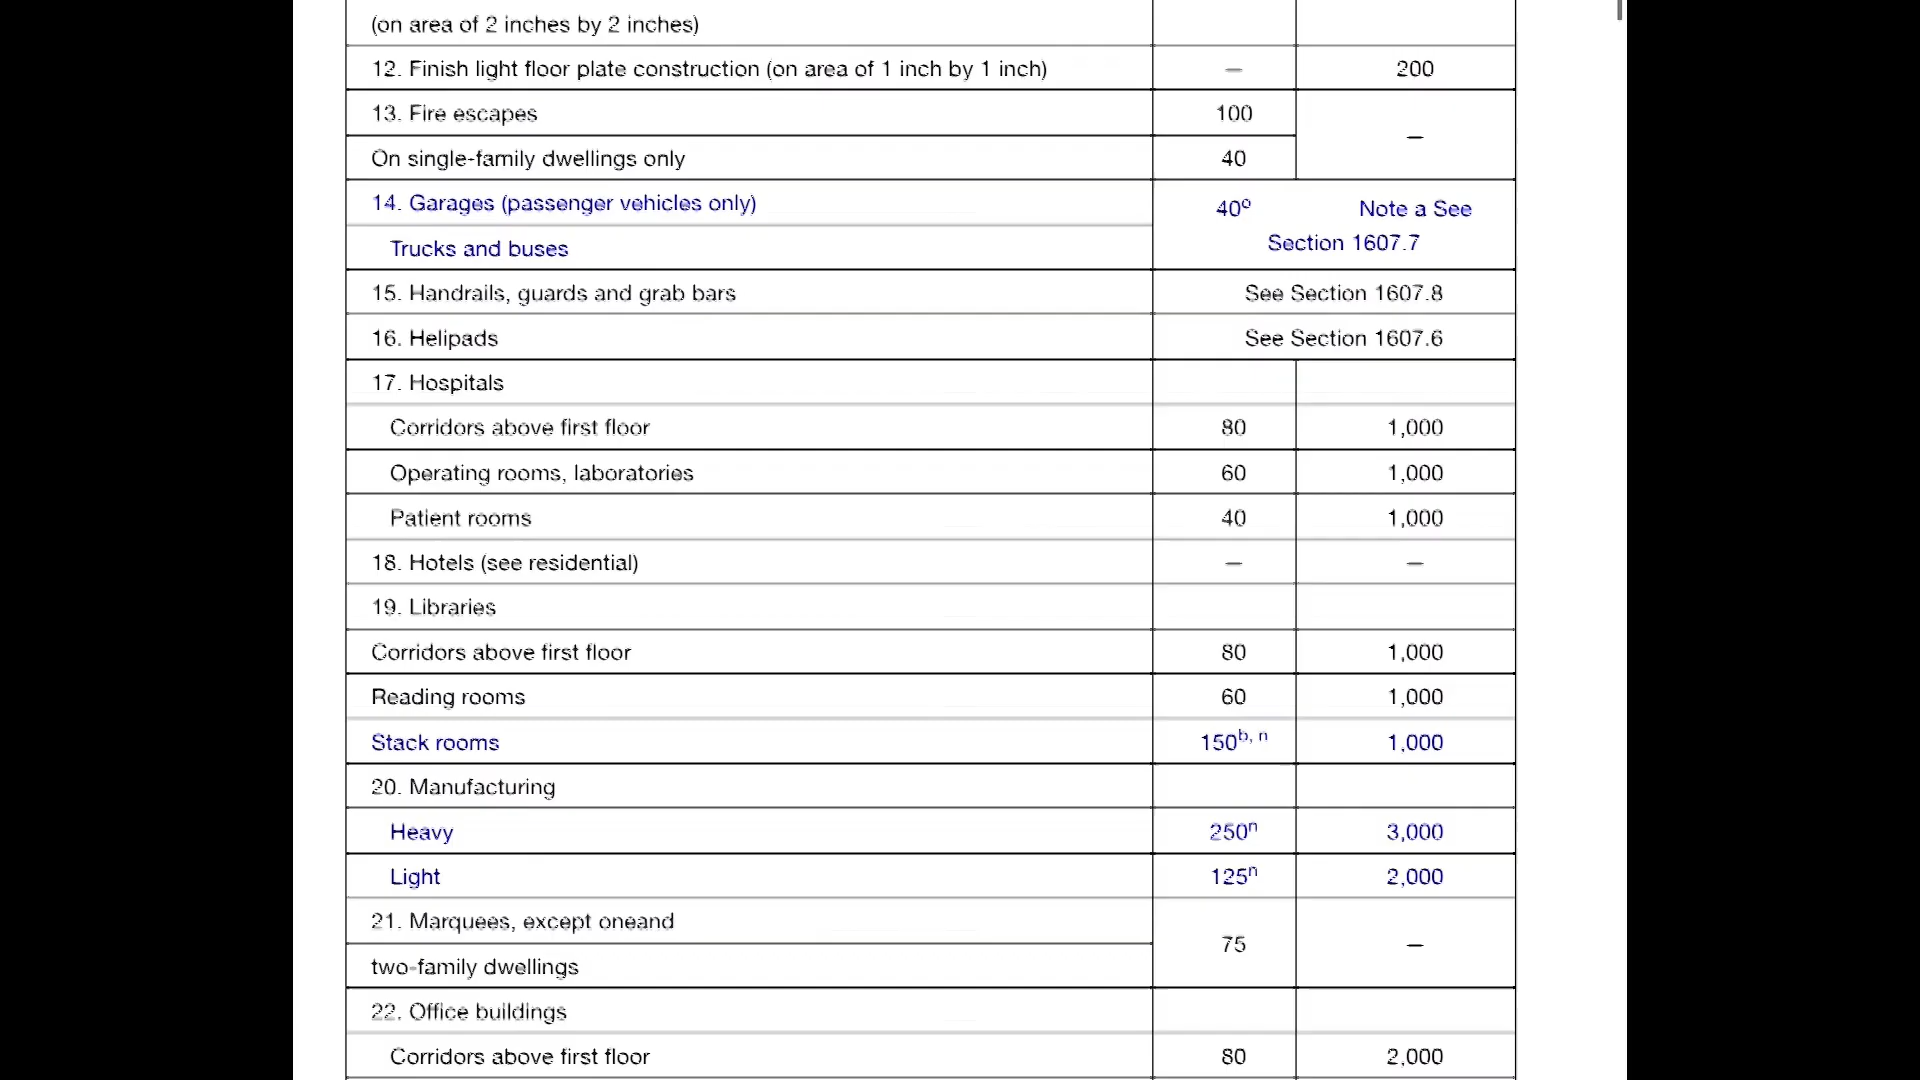 (on area of 2 inches by 2 inches)
12. Finish light floor plate construction (on area of 1 inch by 1 inch) — 200
13. Fire escapes 100
—
On single-family dwellings only 40
14. Garages (passenger vehicles only) 40o Note a See
Trucks and buses Section 1607.7
15. Handrails, guards and grab bars See Section 1607.8
16. Helipads See Section 1607.6
17. Hospitals
Corridors above first floor 80 1,000
Operating rooms, laboratories 60 1,000
Patient rooms 40 1,000
18. Hotels (see residential) — —
19. Libraries
Corridors above first floor 80 1,000
Reading rooms 60 1,000
Stack rooms 150b, n 1,000
20. Manufacturing
Heavy 250n 3,000
Light 125n 2,000
21. Marquees, except oneand
75 —
two-family dwellings
22. Office buildings
Corridors above first floor 80 2,000